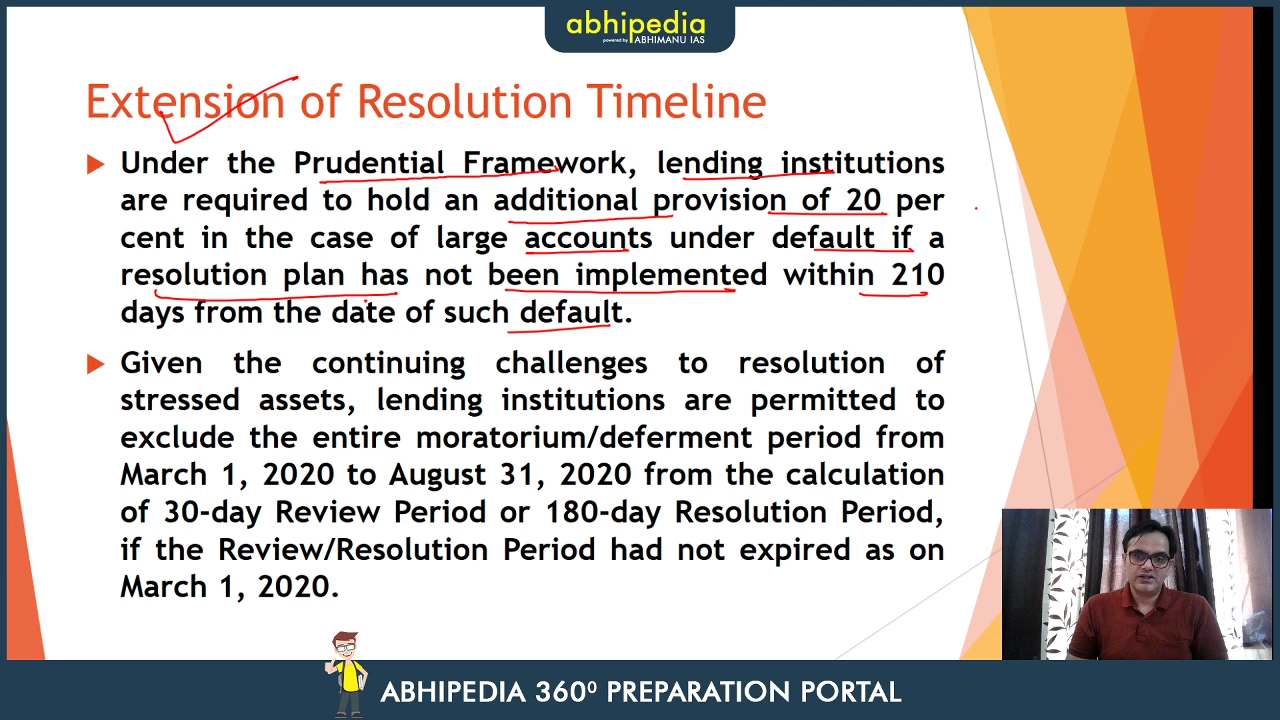 abhipedia
powered by ABHIMANU IAS
Extension of Resolution Timeline
Under the Prudential Framework, lending institutions
are required to hold an additional provision of 20 per
cent in the case of large accounts under default if a
resolution plan has not been implemented within 210
days from the date of such default.
Given the continuing challenges to resolution of
stressed assets, lending institutions are permitted to
exclude the entire moratorium/deferment period from
March 1, 2020 to August 31, 2020 from the calculation
of 30-day Review Period or 180-day Resolution Period,
if the Review/Resolution Period had not expired as on
March 1, 2020.
ABHIPEDIA 360⁰ PREPARATION PORTAL